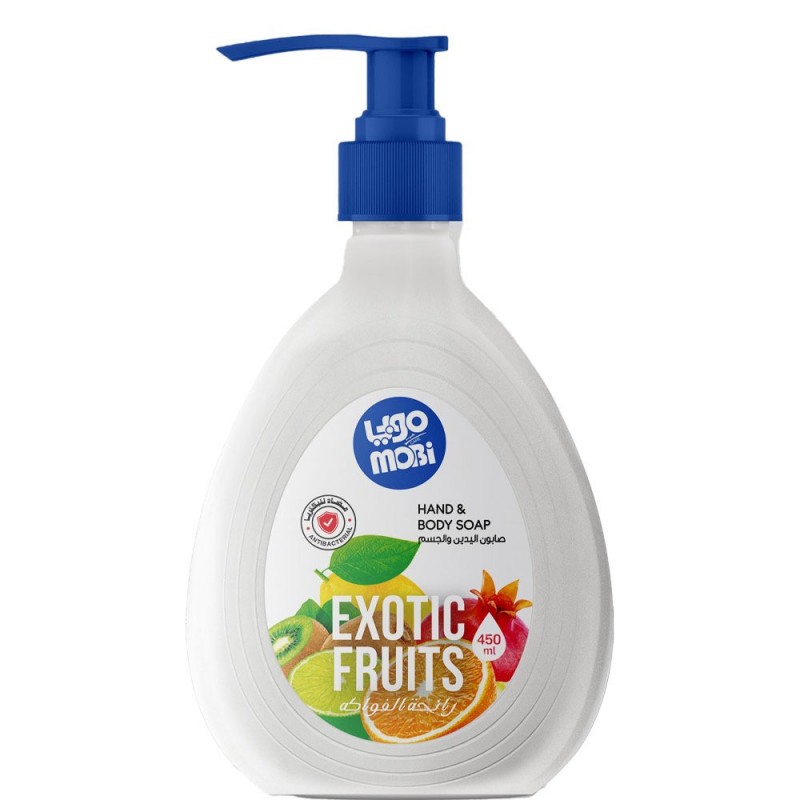 موبي
MOBi
مضاد للبكتيريا
ANTIBACTERIAL
HAND &
BODY SOAP
صابون اليدين والجسم
EXOTIC
FRUITS
450
ml
رائحة الفواكه